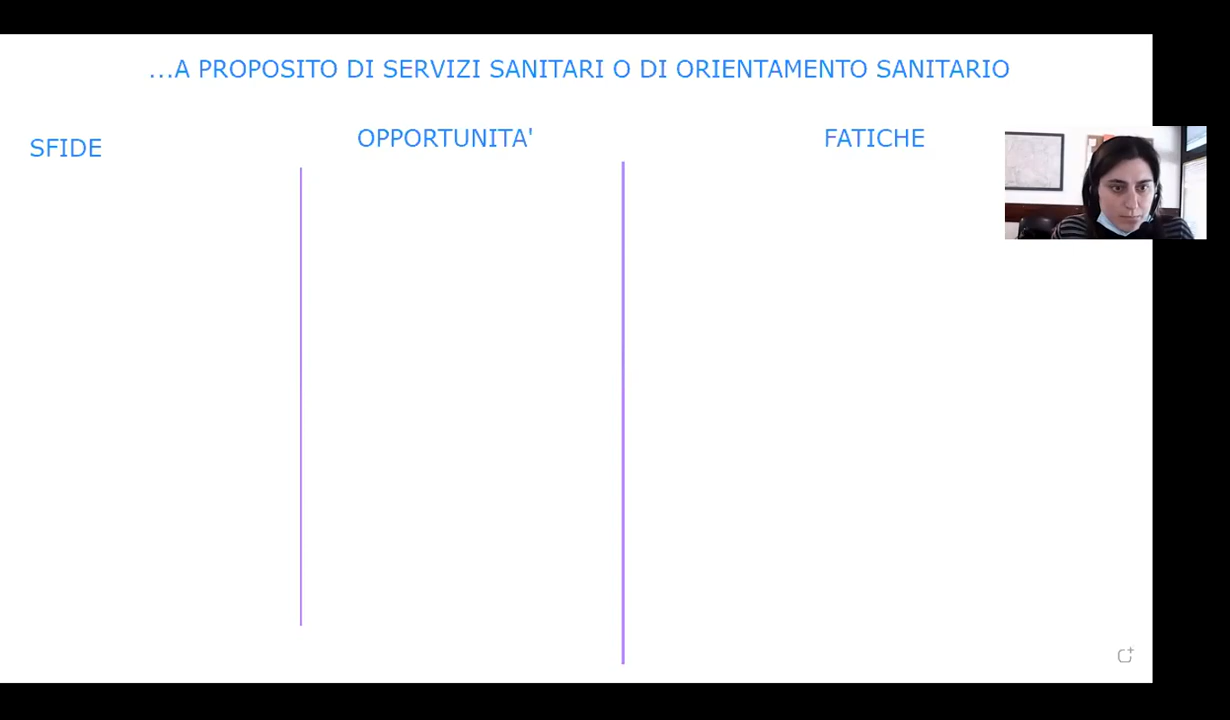 ...A PROPOSITO DI SERVIZI SANITARI O DI ORIENTAMENTO SANITARIO
SFIDE
OPPORTUNITA'
FATICHE